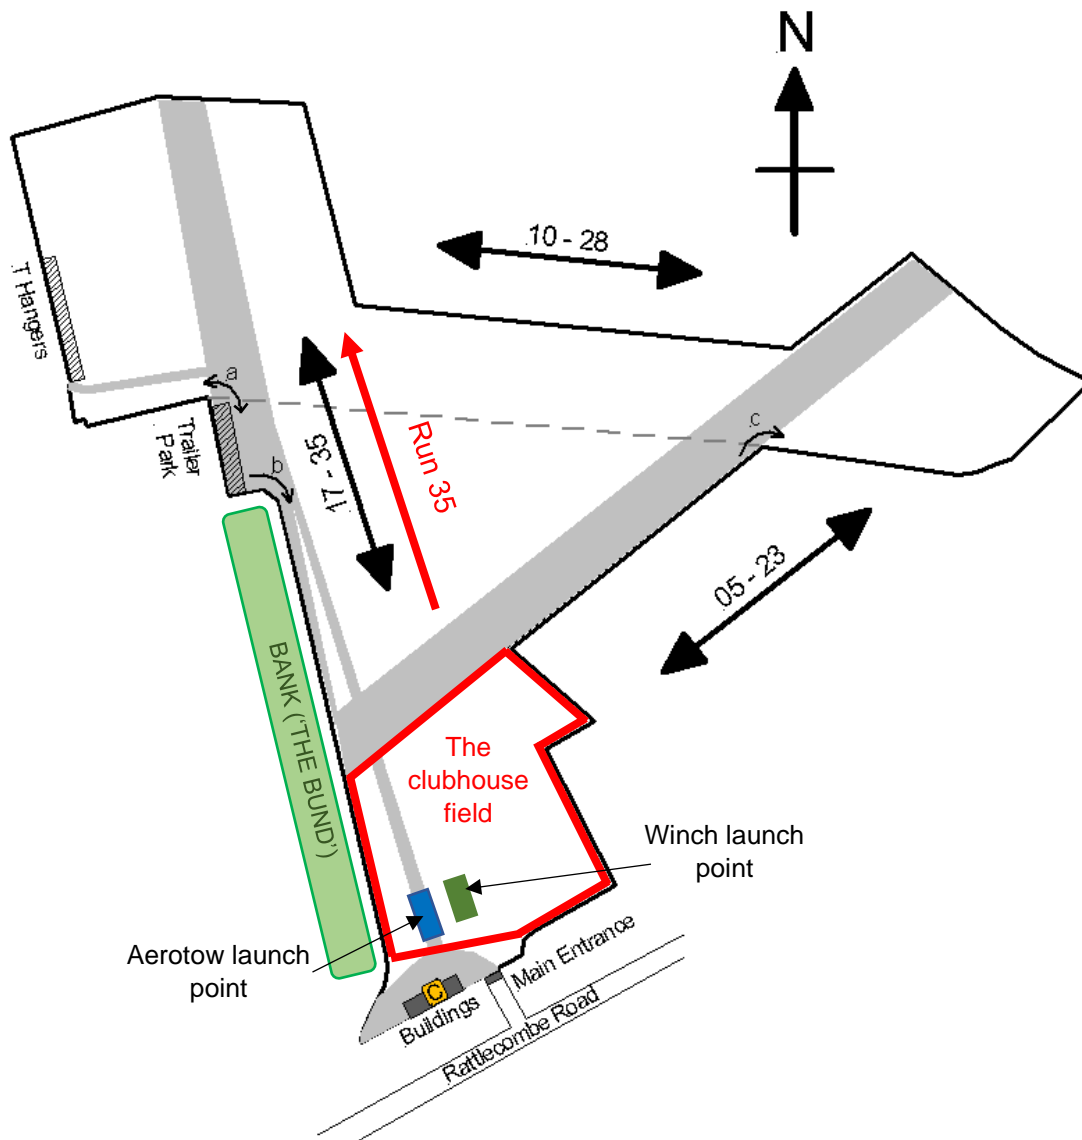 N
10 - 28
T Hangers
a
Trailer
Park
b
17 - 35
Run 35
c
05 - 23
BANK ('THE BUND')
The
clubhouse
field
Winch launch
point
Aerotow launch
point
C
Buildings
Main Entrance
Rattlecombe Road